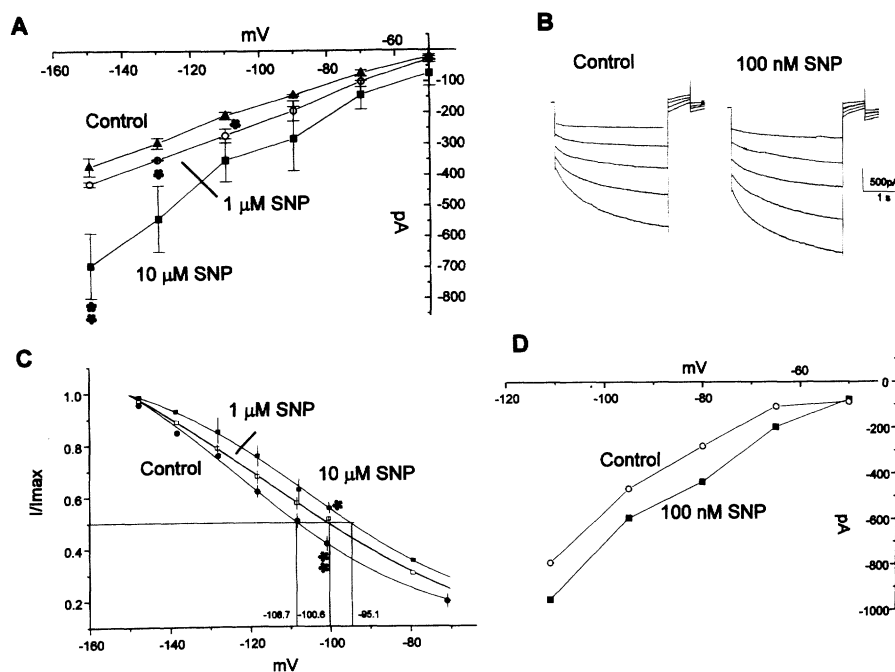 A
mV
-160
-140
-120
-100
-80
-60
-100
-200
-300
-400
-500
-600
-700
-800
pA
Control
1 μM SNP
10 μM SNP
B
Control
100 nM SNP
500pA
1 s
C
I/Imax
1.0
0.8
0.6
0.4
0.2
1 μM SNP
Control
10 μM SNP
-108.7
-100.6
-95.1
-160
-140
-120
-100
-80
mV
D
mV
-120
-100
-80
-60
0
-200
-400
-600
-800
-1000
pA
Control
100 nM SNP